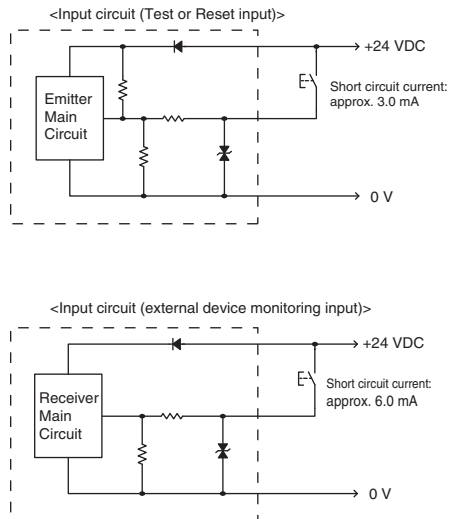 <Input circuit (Test or Reset input)>
+24 VDC
Short circuit current:
approx. 3.0 mA
Emitter
Main
Circuit
0 V
<Input circuit (external device monitoring input)>
+24 VDC
Short circuit current:
approx. 6.0 mA
Receiver
Main
Circuit
0 V